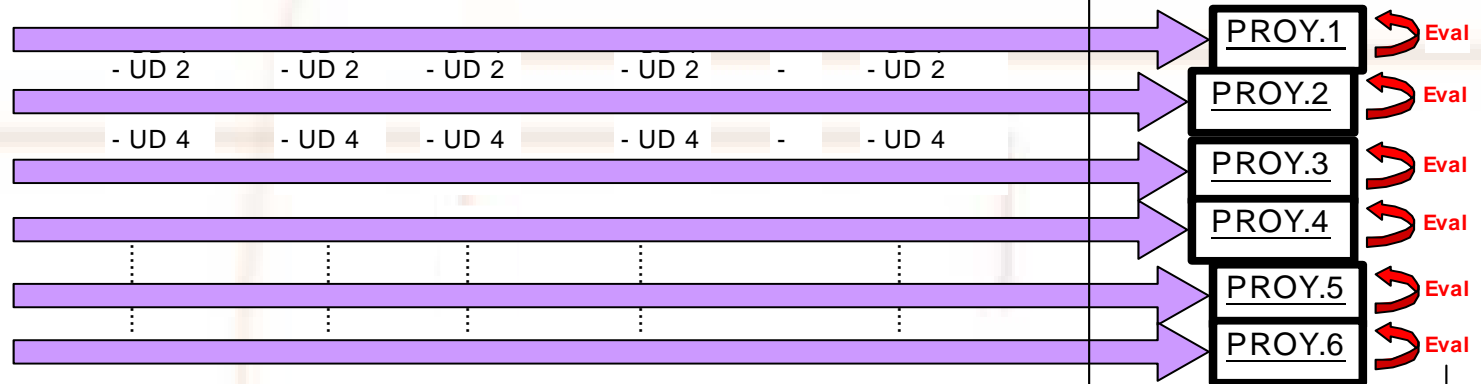 PROY.1 Eval
- UD 2 - UD 2 - UD 2 - UD 2 - - UD 2
PROY.2 Eval
- UD 4 - UD 4 - UD 4 - UD 4 - - UD 4
PROY.3 Eval
PROY.4 Eval
PROY.5 Eval
PROY.6 Eval